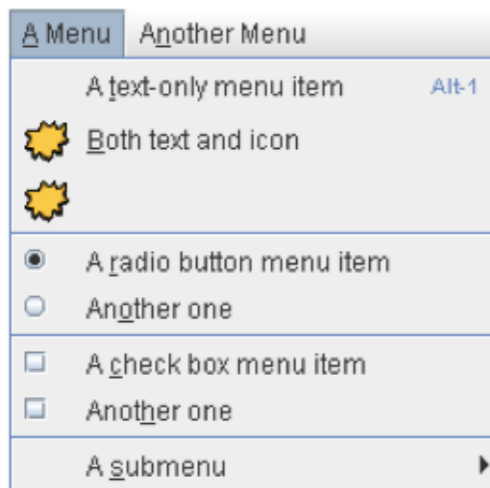 A Menu Another Menu
A text-only menu item Alt-1
Both text and icon
A radio button menu item
Another one
A check box menu item
Another one
A submenu